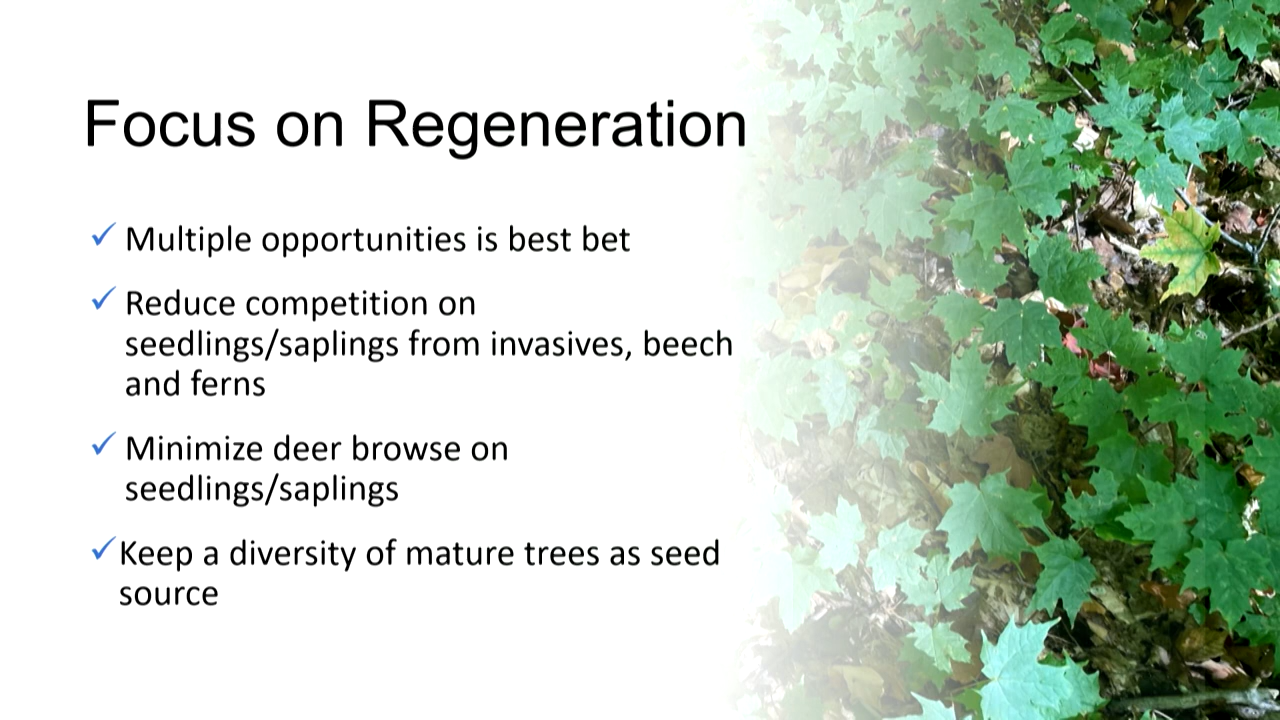 Focus on Regeneration
✓ Multiple opportunities is best bet
✓ Reduce competition on
seedlings/saplings from invasives, beech
and ferns
✓ Minimize deer browse on
seedlings/saplings
✓ Keep a diversity of mature trees as seed
source